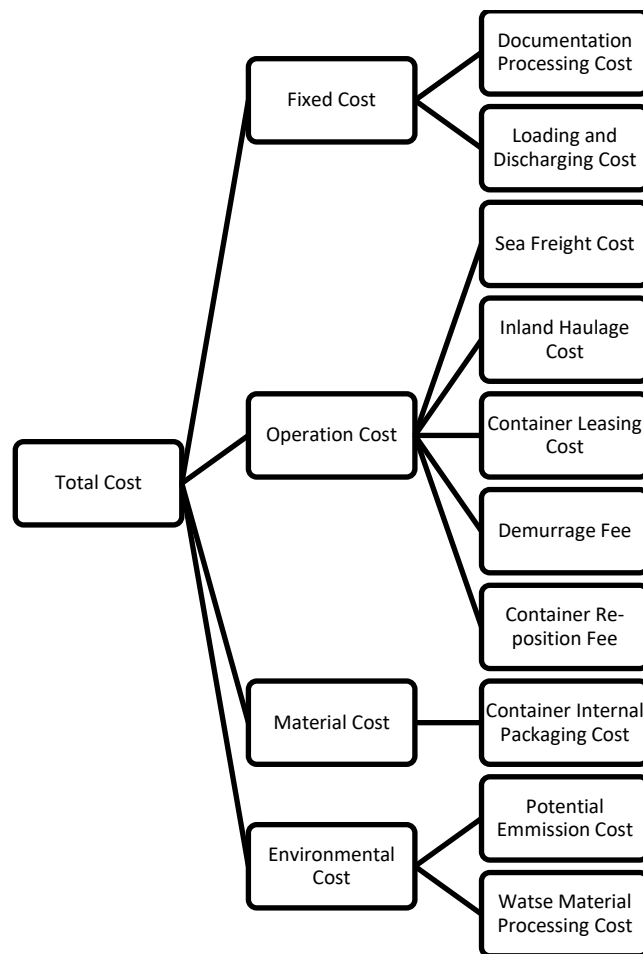 Documentation
Processing Cost
Fixed Cost
Loading and
Discharging Cost
Sea Freight Cost
Inland Haulage
Cost
Operation Cost
Container Leasing
Cost
Total Cost
Demurrage Fee
Container Re-
position Fee
Material Cost
Container Internal
Packaging Cost
Potential
Emmission Cost
Environmental
Cost
Watse Material
Processing Cost